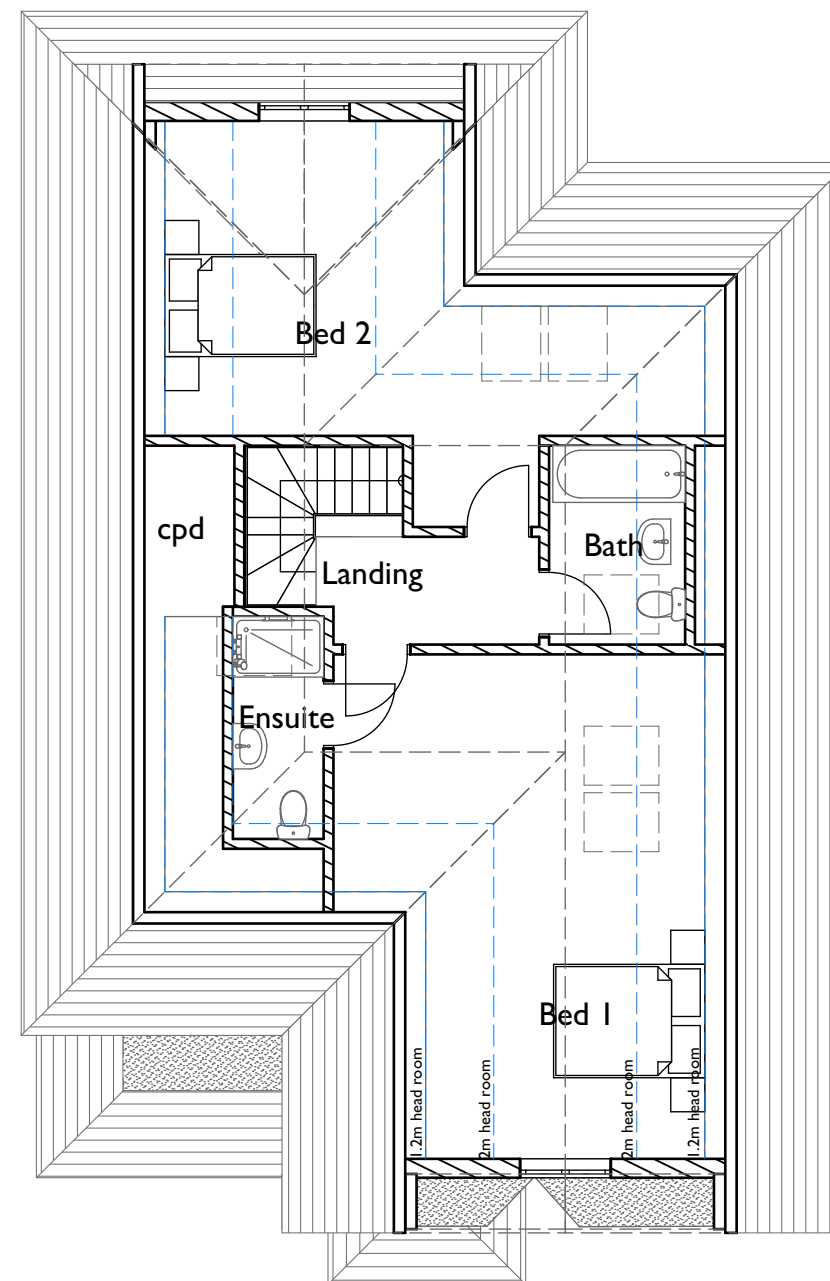 Bed 2
cpd
Bath
Landing
Ensuite
Bed 1
1.2m head room
2m head room
2m head room
1.2m head room